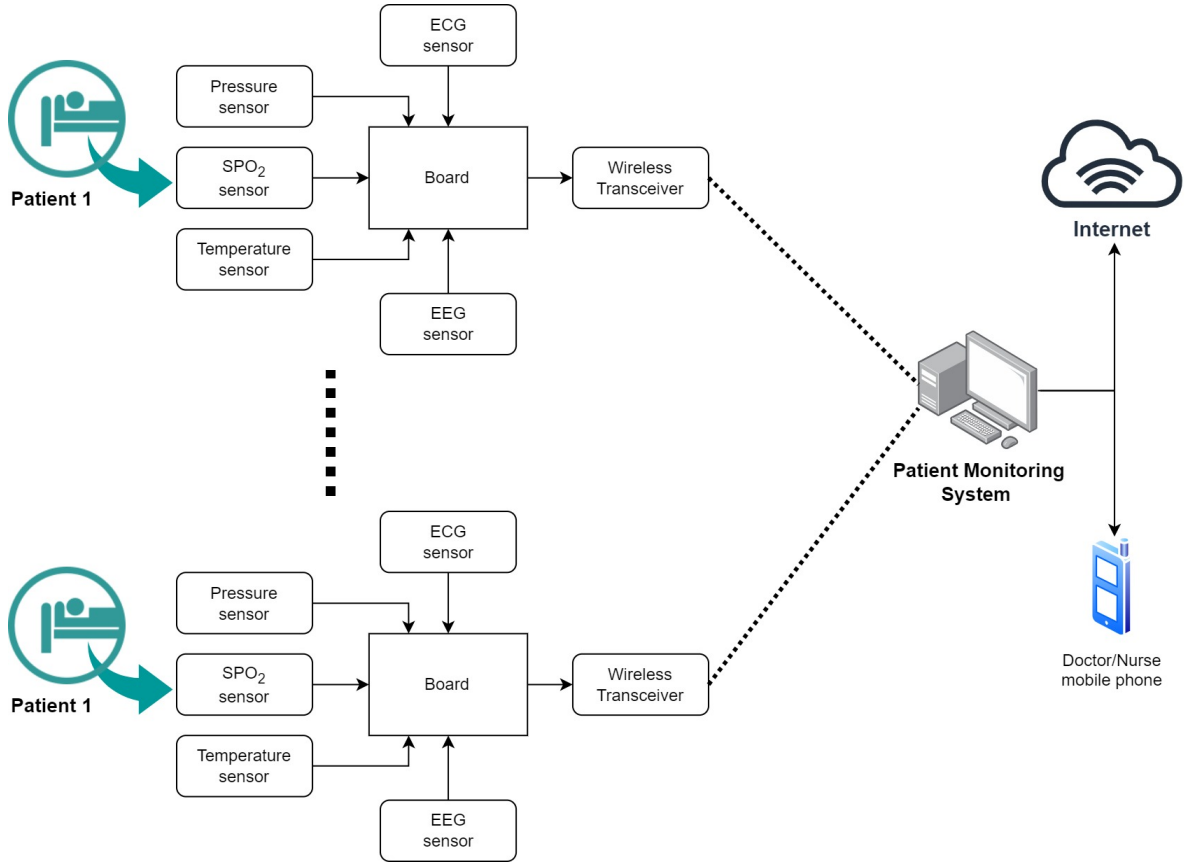 ECG
sensor
Pressure
sensor
Patient 1
SPO₂
sensor
Board
Wireless
Transceiver
Temperature
sensor
EEG
sensor
Internet
Patient Monitoring
System
ECG
sensor
Pressure
sensor
Patient 1
SPO₂
sensor
Board
Wireless
Transceiver
Temperature
sensor
EEG
sensor
Doctor/Nurse
mobile phone